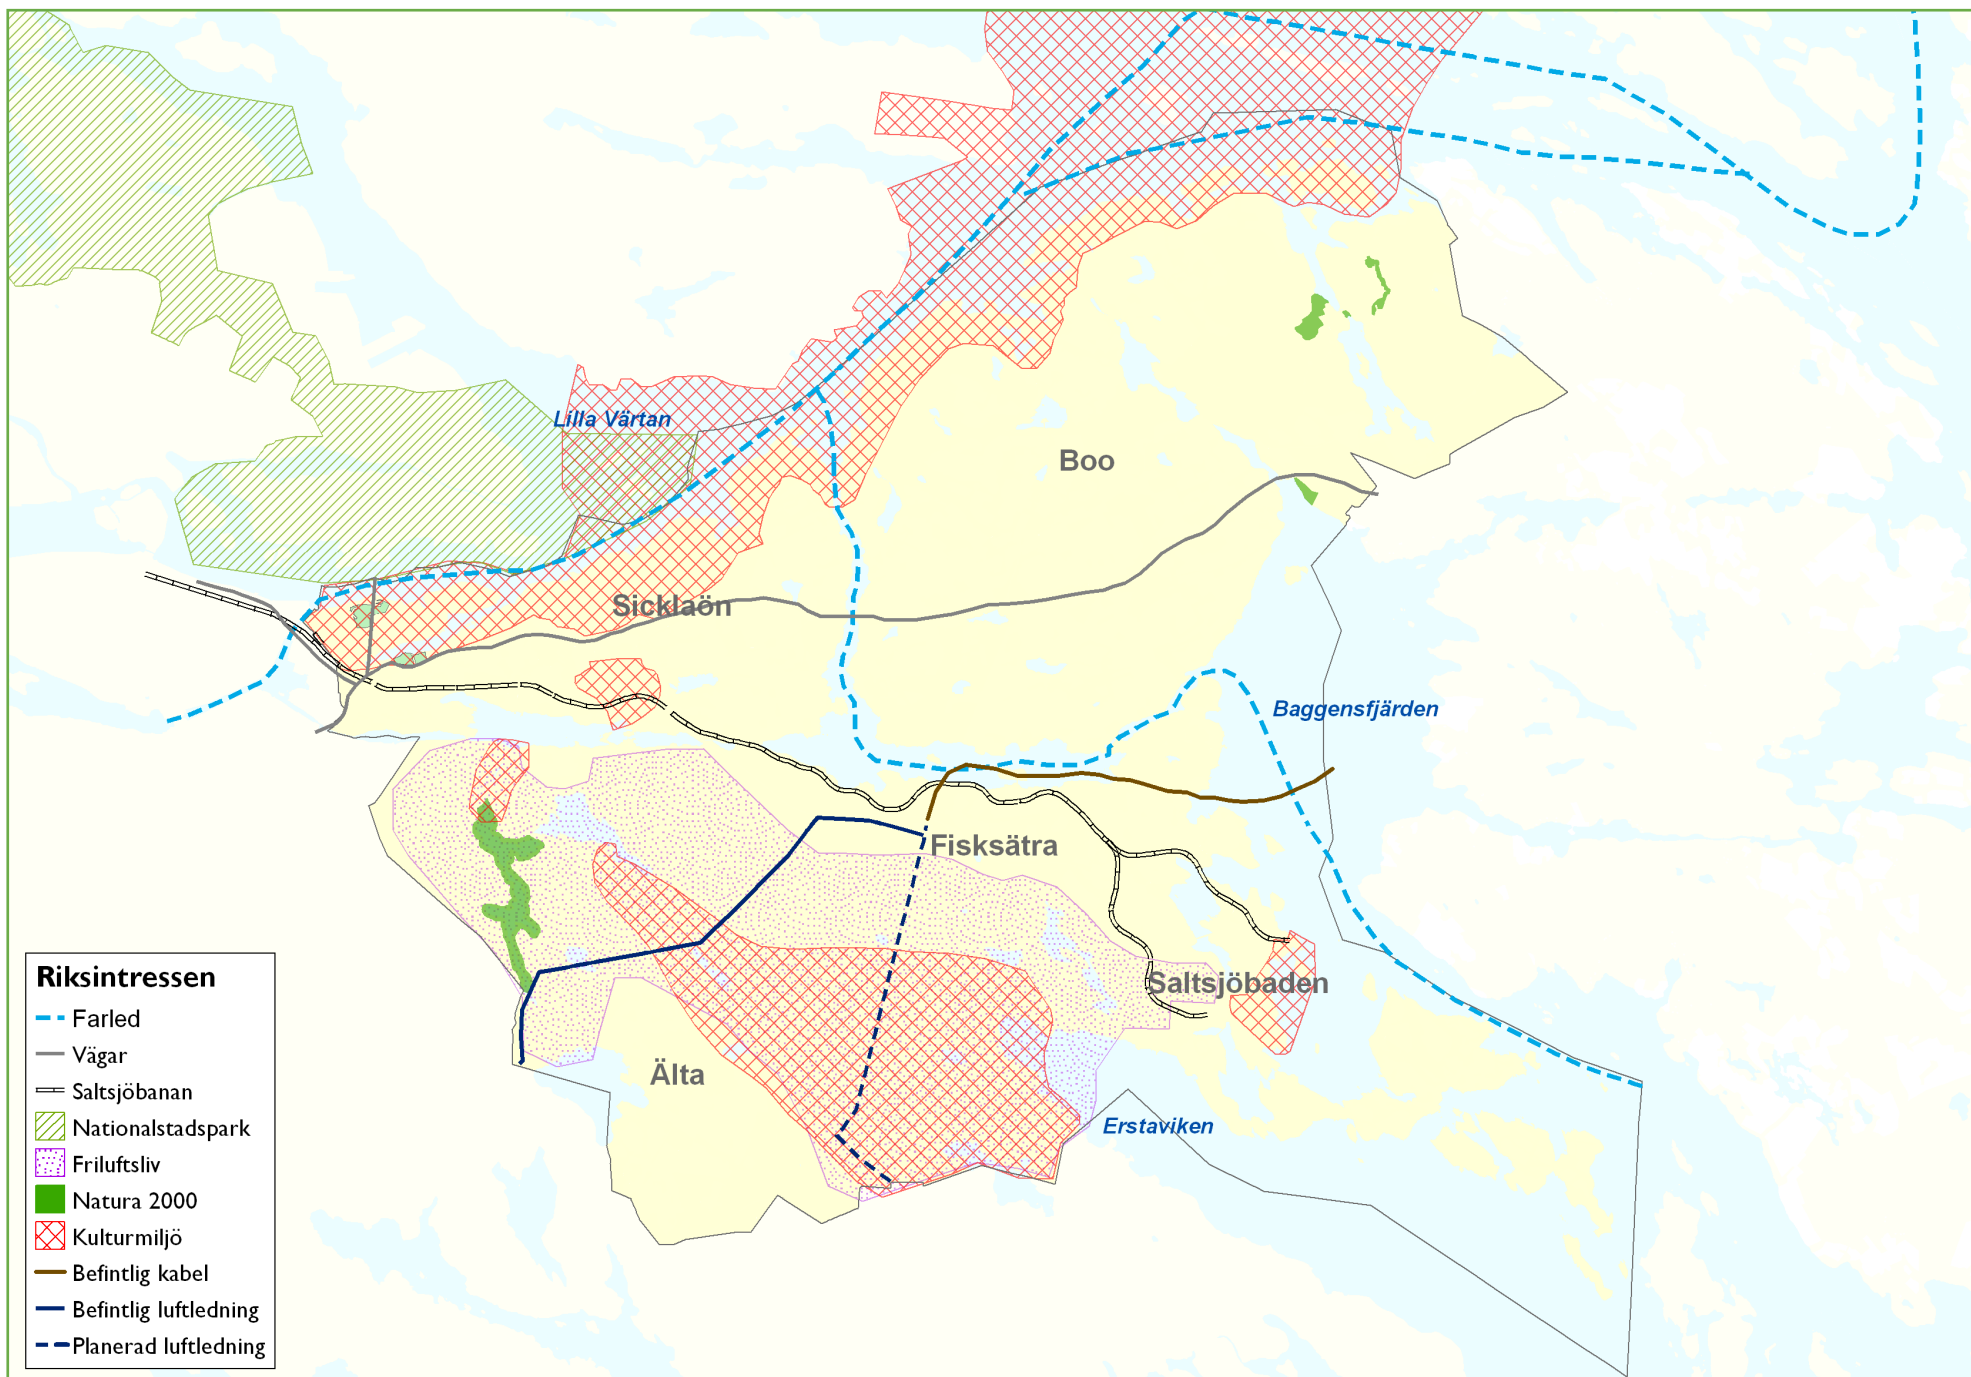 Lilla Värtan
Boo
Sicklaön
Baggensfjärden
Fisksätra
Saltsjöbaden
Älta
Erstaviken
Riksintressen
Farled
Vägar
Saltsjöbanan
Nationalstadspark
Friluftsliv
Natura 2000
Kulturmiljö
Befintlig kabel
Befintlig luftledning
Planerad luftledning